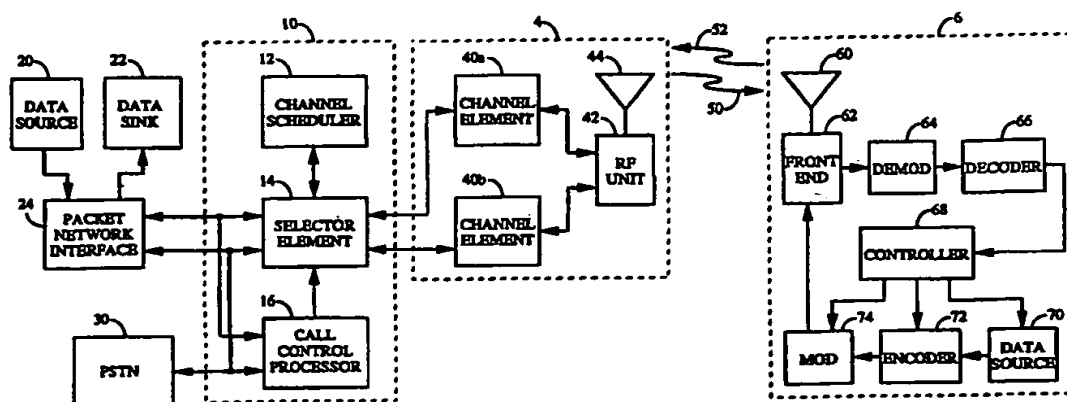 10
4
52
6
20
22
12
40a
44
60
DATA
SOURCE
DATA
SINK
CHANNEL
SCHEDULER
CHANNEL
ELEMENT
42
50
62
64
66
RF
UNIT
FRONT
END
DEMOD
DECODER
24
14
40b
68
PACKET
NETWORK
INTERFACE
SELECTOR
ELEMENT
CHANNEL
ELEMENT
CONTROLLER
30
16
74
72
70
PSTN
CALL
CONTROL
PROCESSOR
MOD
ENCODER
DATA
SOURCE